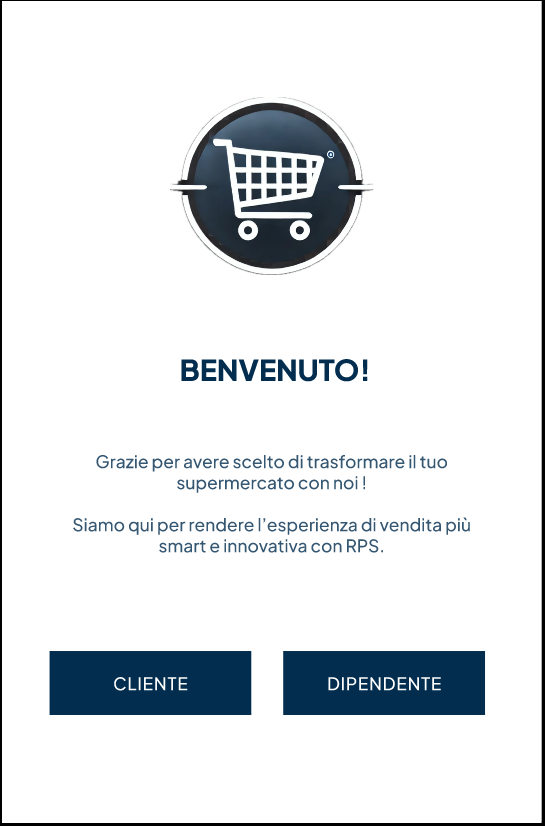 BENVENUTO!
Grazie per avere scelto di trasformare il tuo
supermercato con noi !
Siamo qui per rendere l’esperienza di vendita più
smart e innovativa con RPS.
CLIENTE
DIPENDENTE